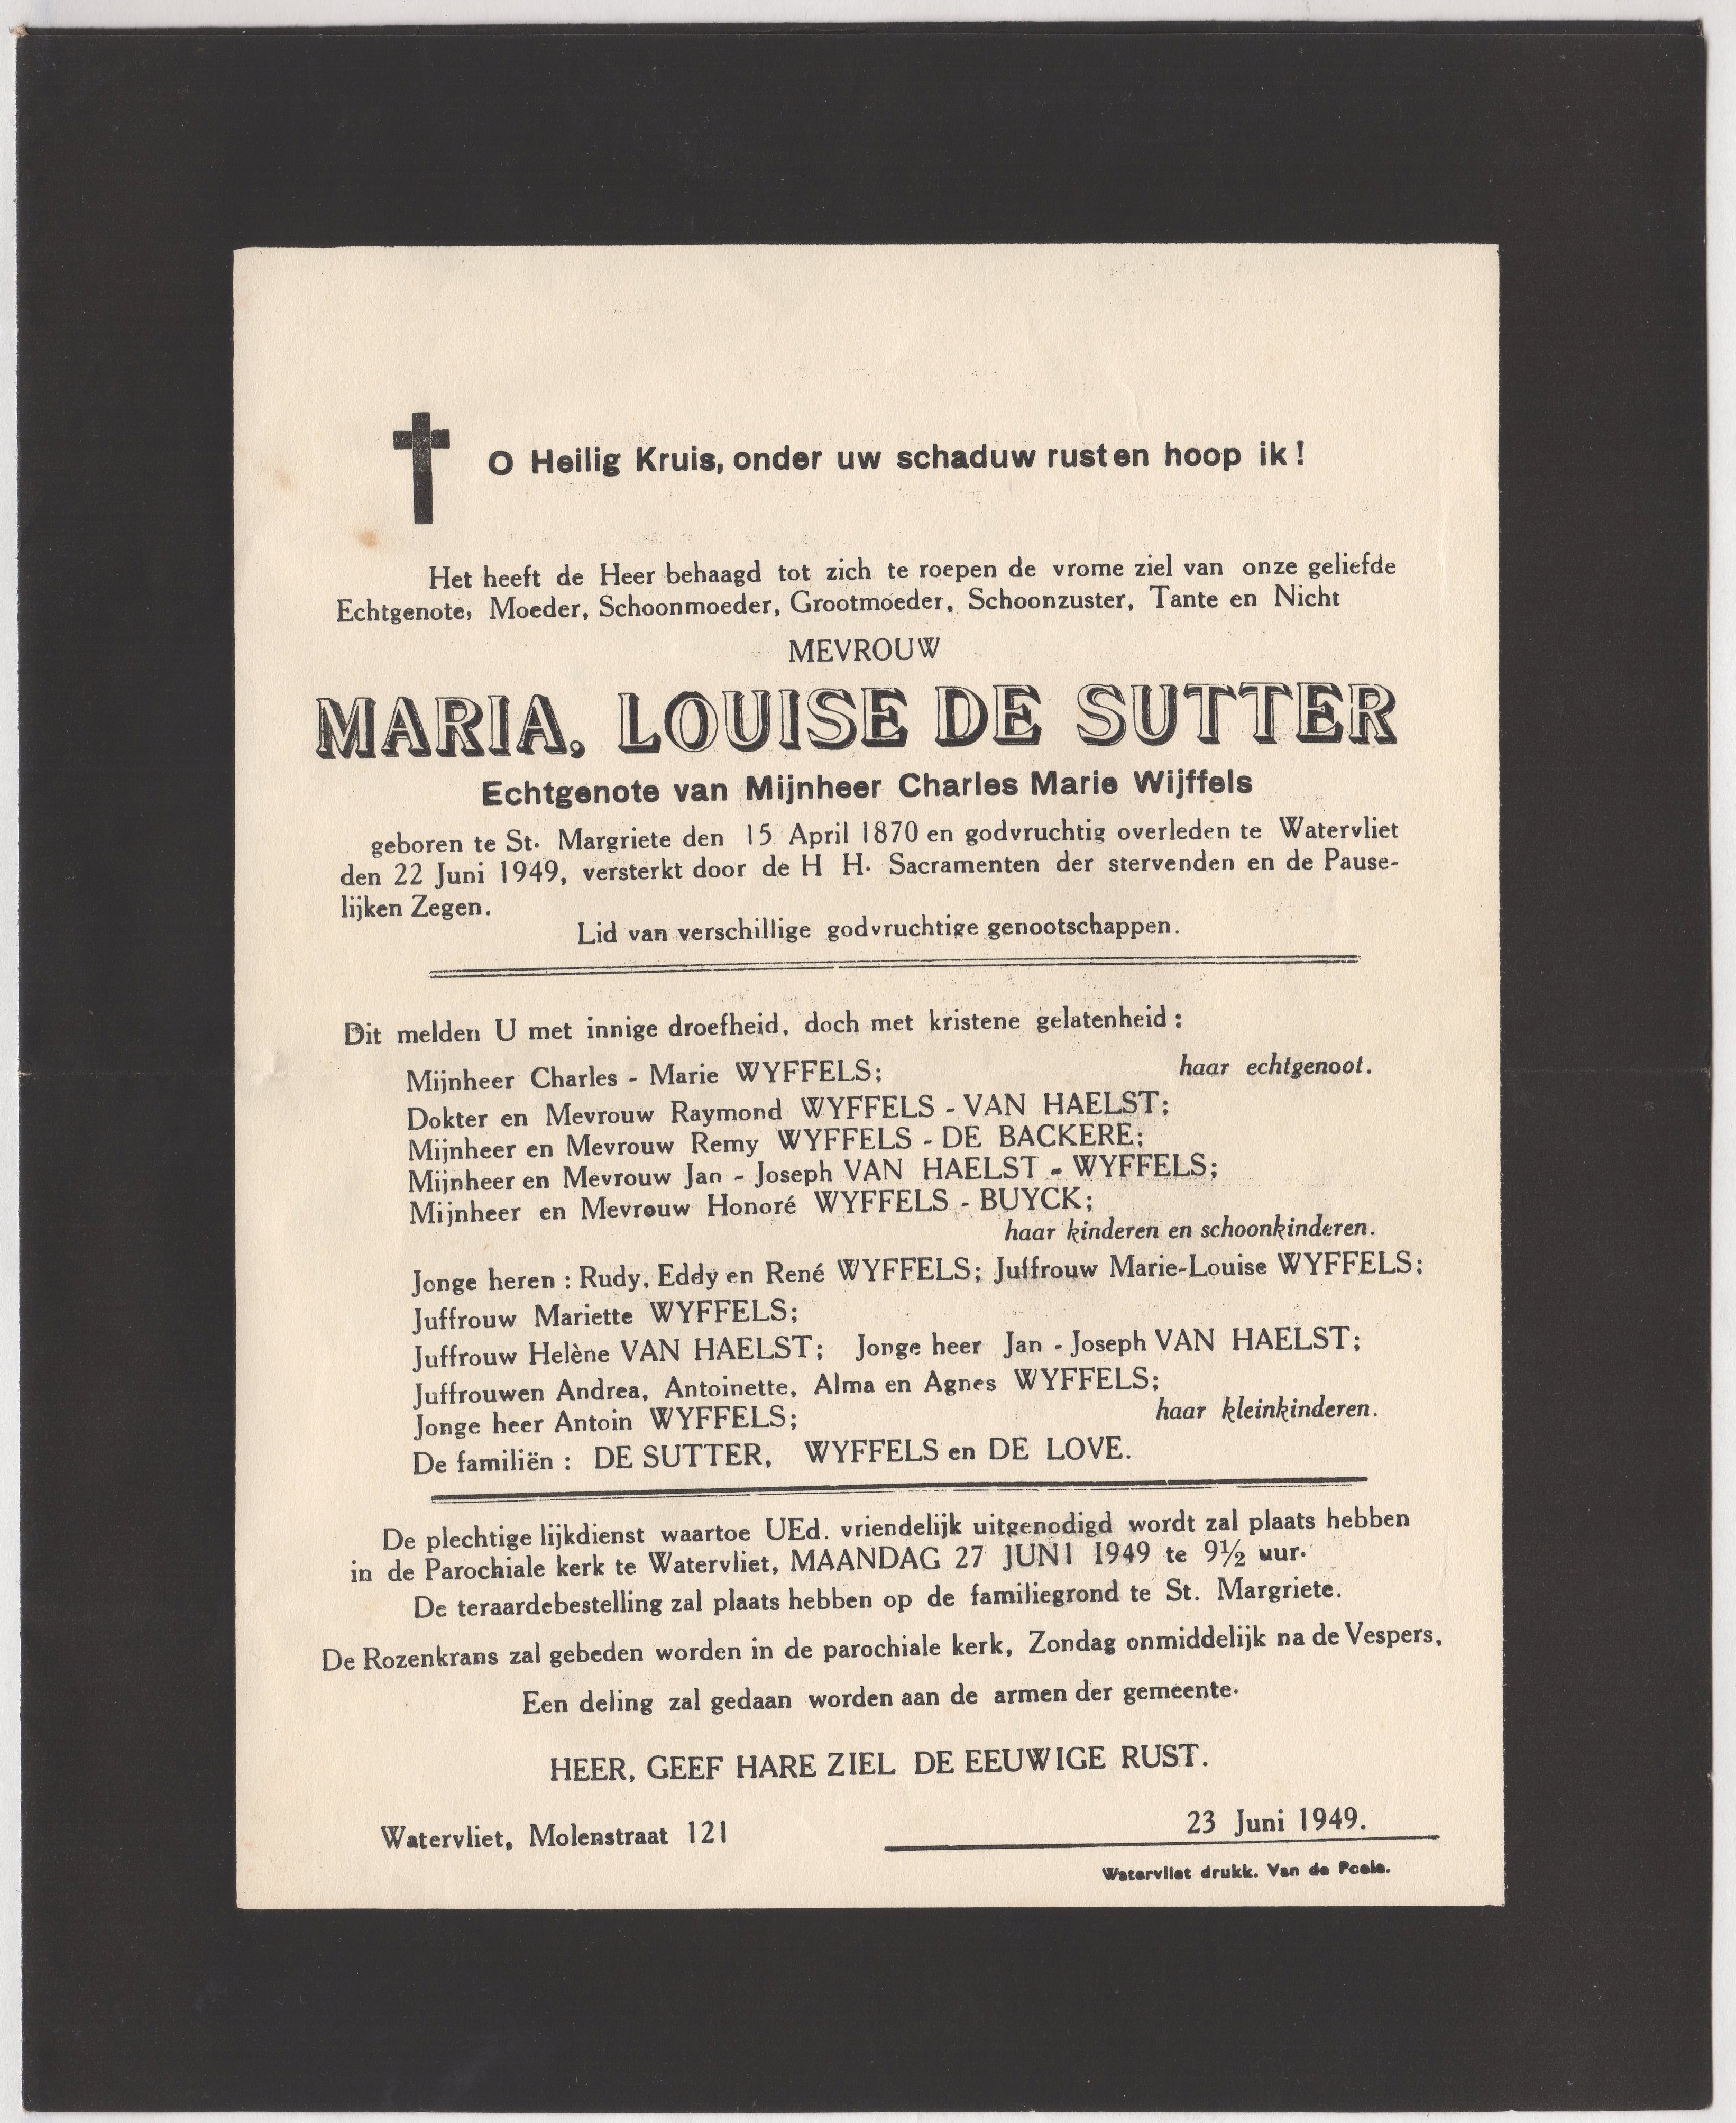 O Heilig Kruis, onder uw schaduw rust en hoop ik!
Het heeft de Heer behaagd tot zich te roepen de vrome ziel van onze geliefde
Echtgenote, Moeder, Schoonmoeder, Grootmoeder, Schoonzuster, Tante en Nicht
MEVROUW
MARIA, LOUISE DE SUTTER
Echtgenote van Mijnheer Charles Marie Wijffels
geboren te St. Margriete den 15 April 1870 en godvruchtig overleden te Watervliet
den 22 Juni 1949, versterkt door de H H. Sacramenten der stervenden en de Pause-
lijken Zegen.
Lid van verschillige godvruchtige genootschappen.
Dit melden U met innige droefheid, doch met kristene gelatenheid :
Mijnheer Charles - Marie WYFFELS; haar echtgenoot.
Dokter en Mevrouw Raymond WYFFELS - VAN HAELST;
Mijnheer en Mevrouw Remy WYFFELS - DE BACKERE;
Mijnheer en Mevrouw Jan - Joseph VAN HAELST - WYFFELS;
Mijnheer en Mevrouw Honoré WYFFELS - BUYCK;
haar kinderen en schoonkinderen.
Jonge heren : Rudy, Eddy en René WYFFELS; Juffrouw Marie-Louise WYFFELS;
Juffrouw Mariette WYFFELS;
Juffrouw Helène VAN HAELST; Jonge heer Jan - Joseph VAN HAELST;
Juffrouwen Andrea, Antoinette, Alma en Agnes WYFFELS;
Jonge heer Antoin WYFFELS; haar kleinkinderen.
De familiën : DE SUTTER, WYFFELS en DE LOVE.
De plechtige lijkdienst waartoe UEd. vriendelijk uitgenodigd wordt zal plaats hebben
in de Parochiale kerk te Watervliet, MAANDAG 27 JUNI 1949 te 9½ uur.
De teraardebestelling zal plaats hebben op de familiegrond te St. Margriete.
De Rozenkrans zal gebeden worden in de parochiale kerk, Zondag onmiddelijk na de Vespers,
Een deling zal gedaan worden aan de armen der gemeente.
HEER, GEEF HARE ZIEL DE EEUWIGE RUST.
Watervliet, Molenstraat 121 23 Juni 1949.
Watervliet drukk. Van de Poele.